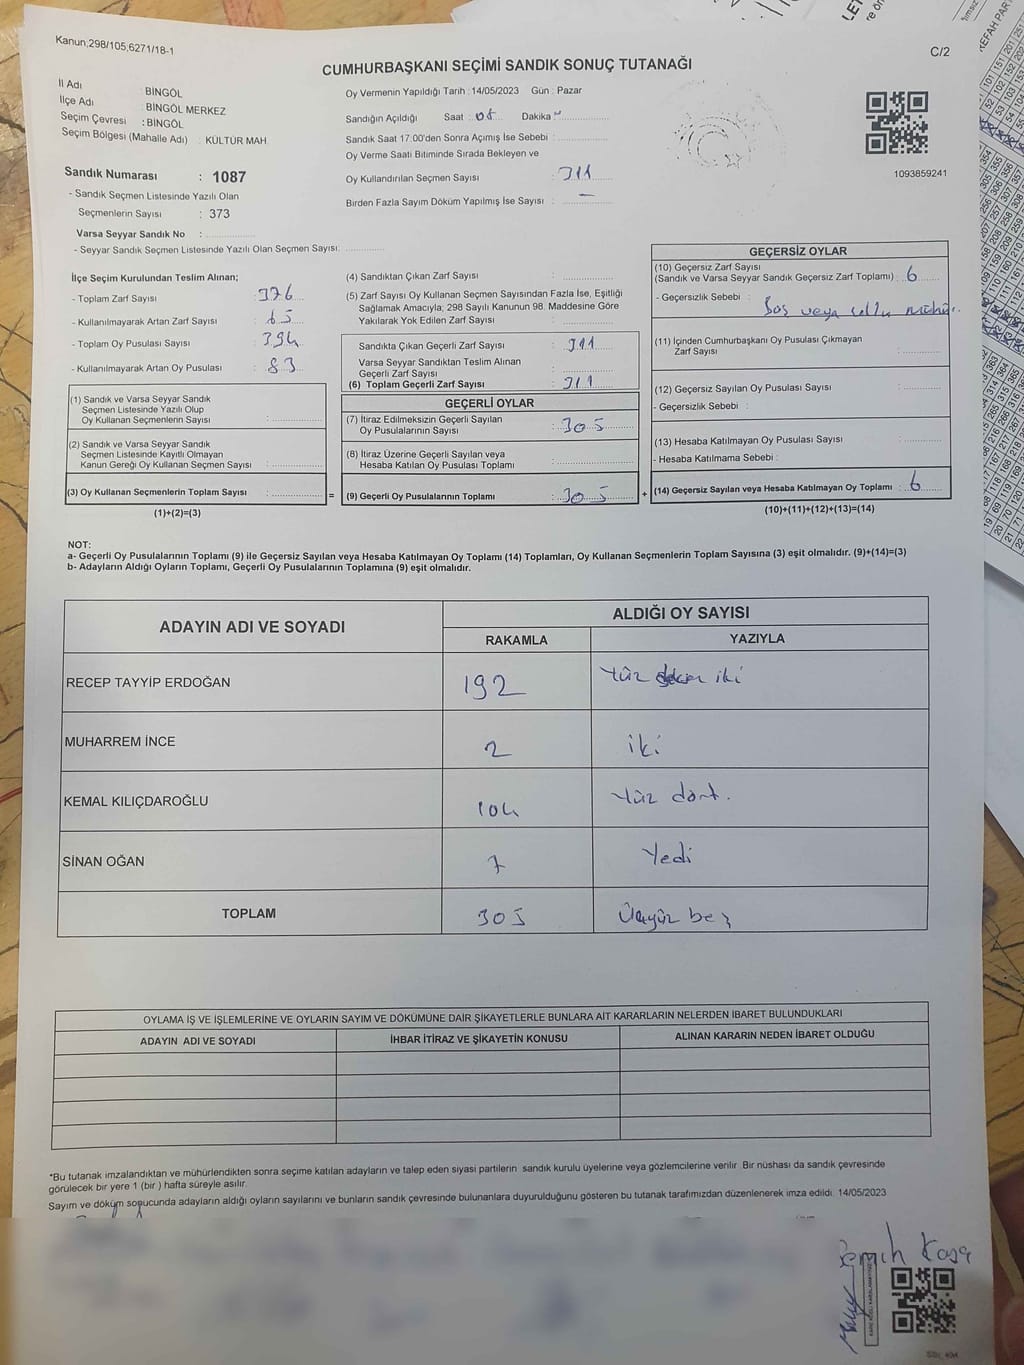 Kanun;298/105;6271/18-1
C/2
CUMHURBAŞKANI SEÇİMİ SANDIK SONUÇ TUTANAĞI
İl Adı BİNGÖL
İlçe Adı BİNGÖL MERKEZ
Seçim Çevresi : BİNGÖL
Seçim Bölgesi (Mahalle Adı) : KÜLTÜR MAH.
Sandık Numarası : 1087
- Sandık Seçmen Listesinde Yazılı Olan
Seçmenlerin Sayısı : 373
Varsa Seyyar Sandık No :
- Seyyar Sandık Seçmen Listesinde Yazılı Olan Seçmen Sayısı:
Oy Vermenin Yapıldığı Tarih :14/05/2023 Gün : Pazar
Sandığın Açıldığı Saat : Dakika
Sandık Saat 17:00'den Sonra Açımış İse Sebebi :
Oy Verme Saati Bitiminde Sırada Bekleyen ve
Oy Kullandırılan Seçmen Sayısı : 311
Birden Fazla Sayım Döküm Yapılmış İse Sayısı : –
1093859241
İlçe Seçim Kurulundan Teslim Alınan;
- Toplam Zarf Sayısı : 376
- Kullanılmayarak Artan Zarf Sayısı : 65
- Toplam Oy Pusulası Sayısı : 394
- Kullanılmayarak Artan Oy Pusulası : 83
(1) Sandık ve Varsa Seyyar Sandık
Seçmen Listesinde Yazılı Olup
Oy Kullanan Seçmenlerin Sayısı :
(2) Sandık ve Varsa Seyyar Sandık
Seçmen Listesinde Kayıtlı Olmayan
Kanun Gereği Oy Kullanan Seçmen Sayısı :
(3) Oy Kullanan Seçmenlerin Toplam Sayısı : =
(1)+(2)=(3)
(4) Sandıktan Çıkan Zarf Sayısı :
(5) Zarf Sayısı Oy Kullanan Seçmen Sayısından Fazla İse, Eşitliği
Sağlamak Amacıyla; 298 Sayılı Kanunun 98. Maddesine Göre
Yakılarak Yok Edilen Zarf Sayısı :
Sandıkta Çıkan Geçerli Zarf Sayısı : 311
Varsa Seyyar Sandıktan Teslim Alınan
Geçerli Zarf Sayısı :
(6) Toplam Geçerli Zarf Sayısı : 311
GEÇERLİ OYLAR
(7) İtiraz Edilmeksizin Geçerli Sayılan
Oy Pusulalarının Sayısı : 305
(8) İtiraz Üzerine Geçerli Sayılan veya
Hesaba Katılan Oy Pusulası Toplamı :
(9) Geçerli Oy Pusulalarının Toplamı : 305 +
GEÇERSİZ OYLAR
(10) Geçersiz Zarf Sayısı
(Sandık ve Varsa Seyyar Sandık Geçersiz Zarf Toplamı) : 6
- Geçersizlik Sebebi : Boş veya mühür.
(11) İçinden Cumhurbaşkanı Oy Pusulası Çıkmayan
Zarf Sayısı :
(12) Geçersiz Sayılan Oy Pusulası Sayısı :
- Geçersizlik Sebebi :
(13) Hesaba Katılmayan Oy Pusulası Sayısı :
- Hesaba Katılmama Sebebi :
(14) Geçersiz Sayılan veya Hesaba Katılmayan Oy Toplamı : 6
(10)+(11)+(12)+(13)=(14)
NOT:
a- Geçerli Oy Pusulalarının Toplamı (9) ile Geçersiz Sayılan veya Hesaba Katılmayan Oy Toplamı (14) Toplamları, Oy Kullanan Seçmenlerin Toplam Sayısına (3) eşit olmalıdır. (9)+(14)=(3)
b- Adayların Aldığı Oyların Toplamı, Geçerli Oy Pusulalarının Toplamına (9) eşit olmalıdır.
ADAYIN ADI VE SOYADI
ALDIĞI OY SAYISI
RAKAMLA YAZIYLA
RECEP TAYYİP ERDOĞAN 192 Yüz iki
MUHARREM İNCE 2 iki
KEMAL KILIÇDAROĞLU 104 Yüz dört.
SİNAN OĞAN 7 Yedi
TOPLAM 305 Üçyüz beş
OYLAMA İŞ VE İŞLEMLERİNE VE OYLARIN SAYIM VE DÖKÜMÜNE DAİR ŞİKAYETLERLE BUNLARA AİT KARARLARIN NELERDEN İBARET BULUNDUKLARI
ADAYIN ADI VE SOYADI İHBAR İTİRAZ VE ŞİKAYETİN KONUSU ALINAN KARARIN NEDEN İBARET OLDUĞU
*Bu tutanak imzalandıktan ve mühürlendikten sonra seçime katılan adayların ve talep eden siyasi partilerin sandık kurulu üyelerine veya gözlemcilerine verilir. Bir nüshası da sandık çevresinde
görülecek bir yere 1 (bir ) hafta süreyle asılır.
Sayım ve döküm sonucunda adayların aldığı oyların sayılarını ve bunların sandık çevresinde bulunanlara duyurulduğunu gösteren bu tutanak tarafımızdan düzenlenerek imza edildi. 14/05/2023